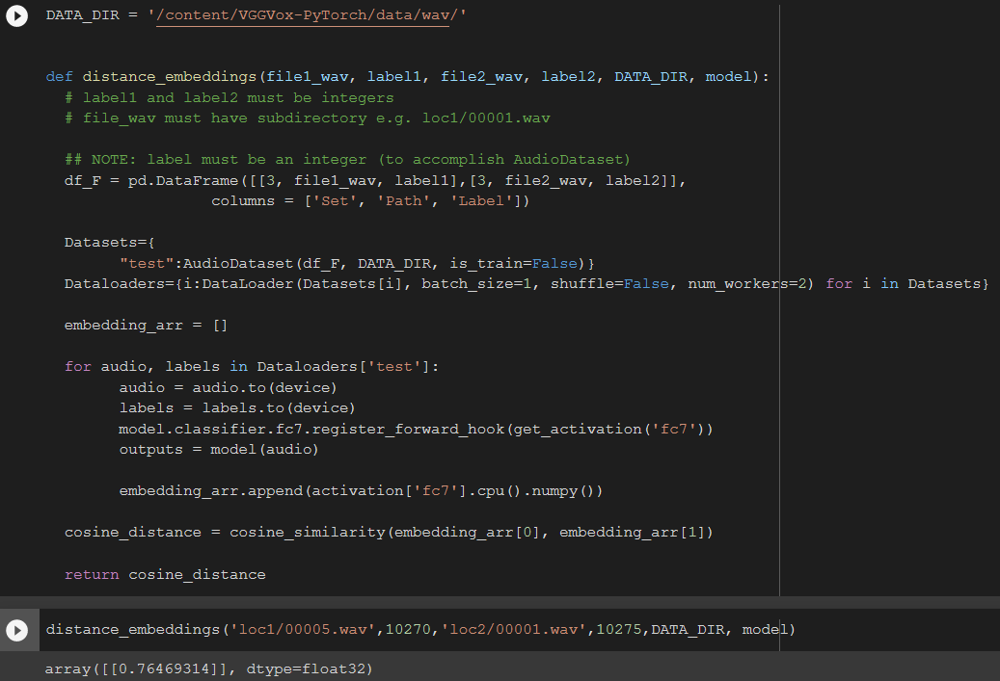 DATA_DIR = '/content/VGGVox-PyTorch/data/wav/'
def distance_embeddings(file1_wav, label1, file2_wav, label2, DATA_DIR, model):
# label1 and label2 must be integers
# file_wav must have subdirectory e.g. loc1/00001.wav
## NOTE: label must be an integer (to accomplish AudioDataset)
df_F = pd.DataFrame([[3, file1_wav, label1],[3, file2_wav, label2]],
columns = ['Set', 'Path', 'Label'])
Datasets={
"test":AudioDataset(df_F, DATA_DIR, is_train=False)}
Dataloaders={i:DataLoader(Datasets[i], batch_size=1, shuffle=False, num_workers=2) for i in Datasets}
embedding_arr = []
for audio, labels in Dataloaders['test']:
audio = audio.to(device)
labels = labels.to(device)
model.classifier.fc7.register_forward_hook(get_activation('fc7'))
outputs = model(audio)
embedding_arr.append(activation['fc7'].cpu().numpy())
cosine_distance = cosine_similarity(embedding_arr[0], embedding_arr[1])
return cosine_distance
distance_embeddings('loc1/00005.wav',10270,'loc2/00001.wav',10275,DATA_DIR, model)
array([[0.76469314]], dtype=float32)